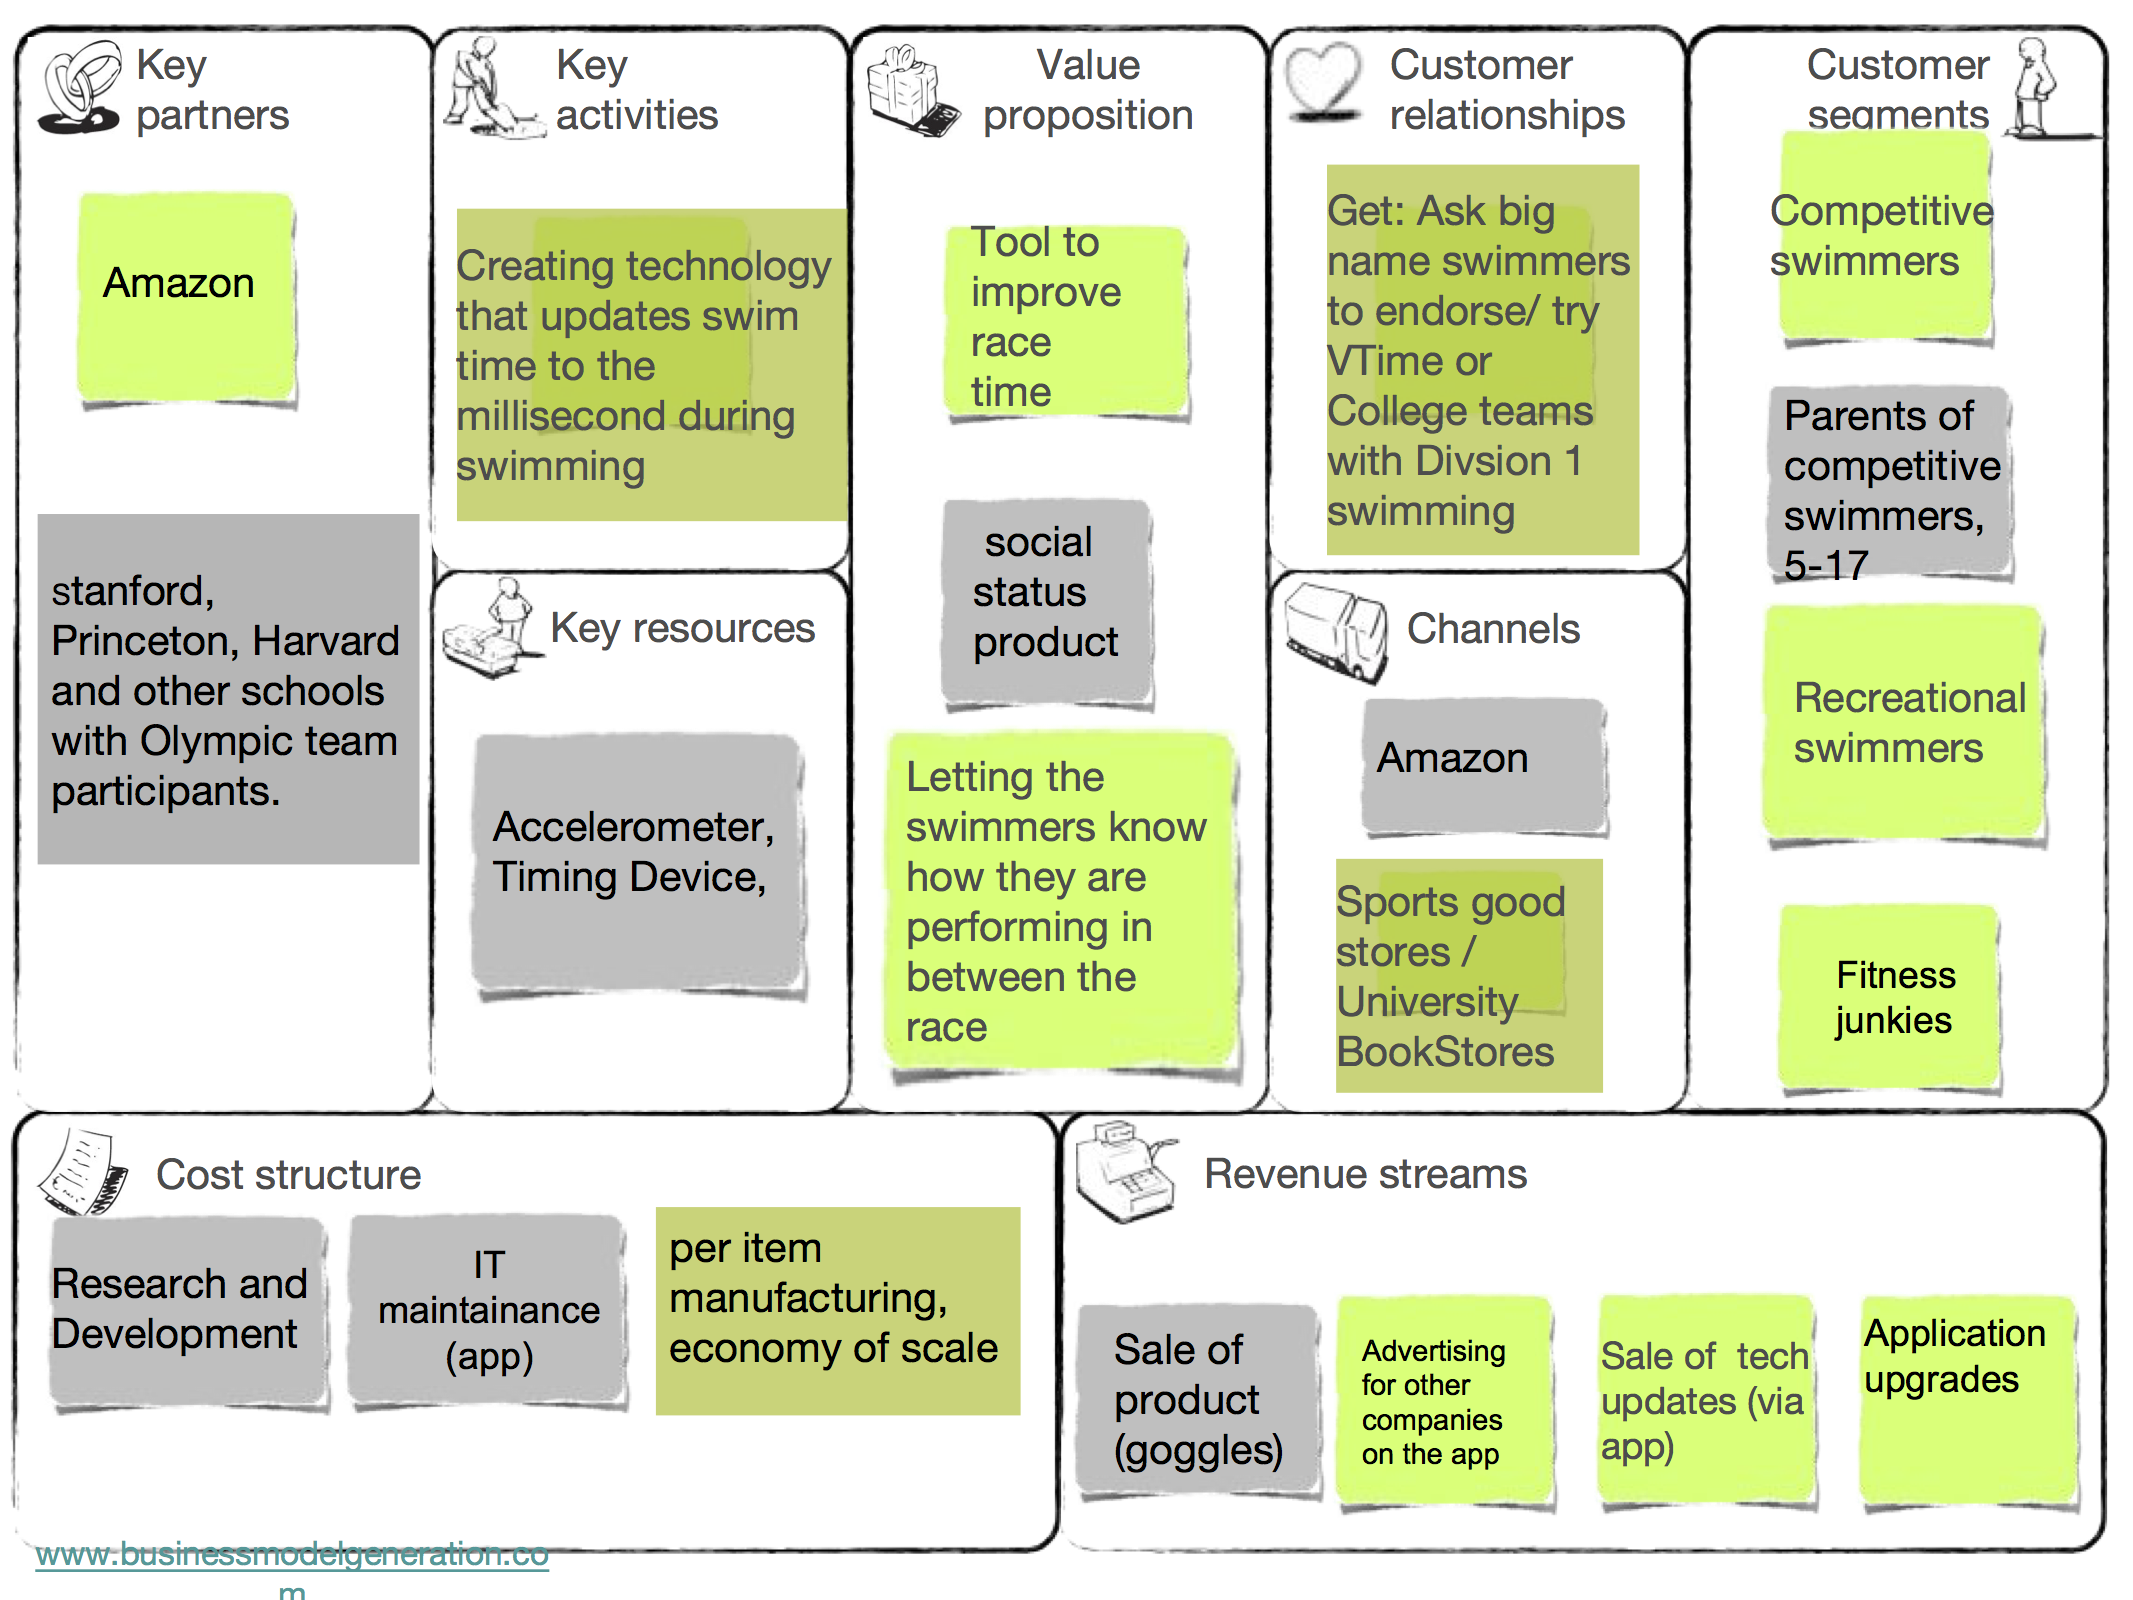 Key
partners
Amazon
stanford,
Princeton, Harvard
and other schools
with Olympic team
participants.
Key
activities
Creating technology
that updates swim
time to the
millisecond during
swimming
Key resources
Accelerometer,
Timing Device,
Value
proposition
Tool to
improve
race
time
social
status
product
Letting the
swimmers know
how they are
performing in
between the
race
Customer
relationships
Get: Ask big
name swimmers
to endorse/ try
VTime or
College teams
with Divsion 1
swimming
Channels
Amazon
Sports good
stores /
University
BookStores
Customer
segments
Competitive
swimmers
Parents of
competitive
swimmers,
5-17
Recreational
swimmers
Fitness
junkies
Cost structure
Research and
Development
IT
maintainance
(app)
per item
manufacturing,
economy of scale
Revenue streams
Sale of
product
(goggles)
Advertising
for other
companies
on the app
Sale of  tech
updates (via
app)
Application
upgrades
www.businessmodelgeneration.co
m